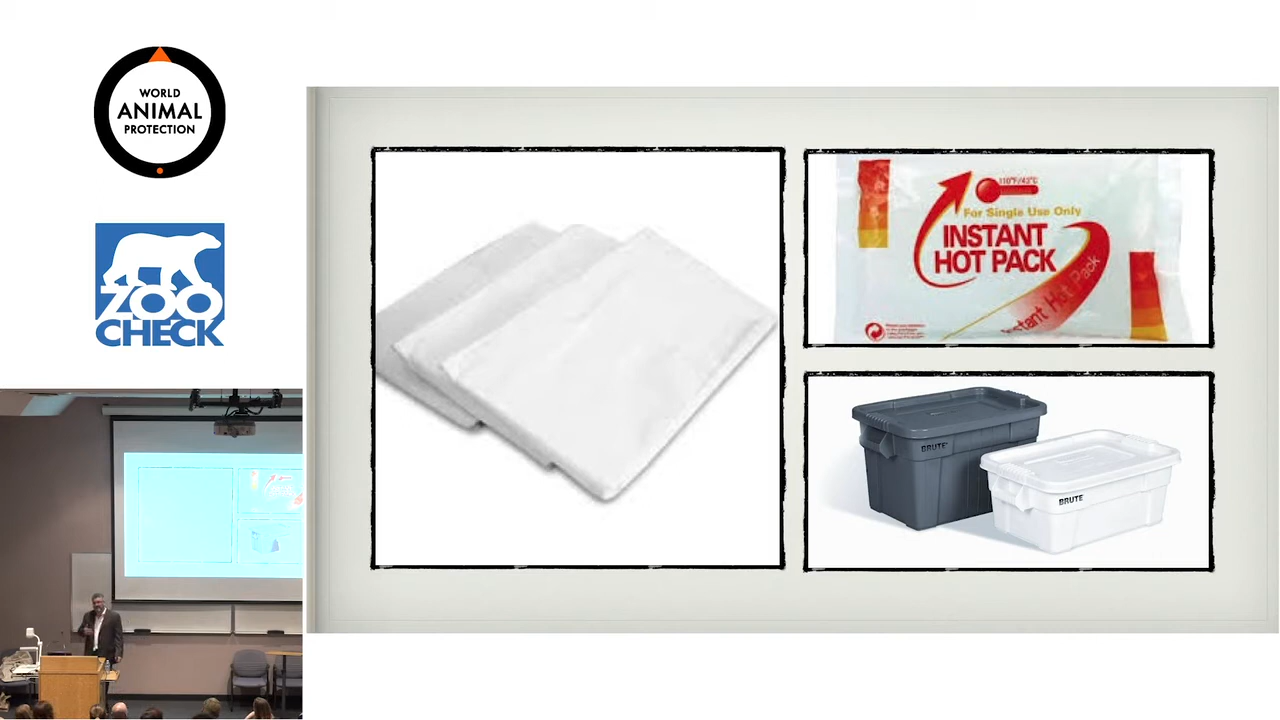 WORLD
ANIMAL
PROTECTION
ZOO
CHECK
110°F/43°C
For Single Use Only
INSTANT
HOT PACK
Instant Hot Pack
BRUTE
BRUTE